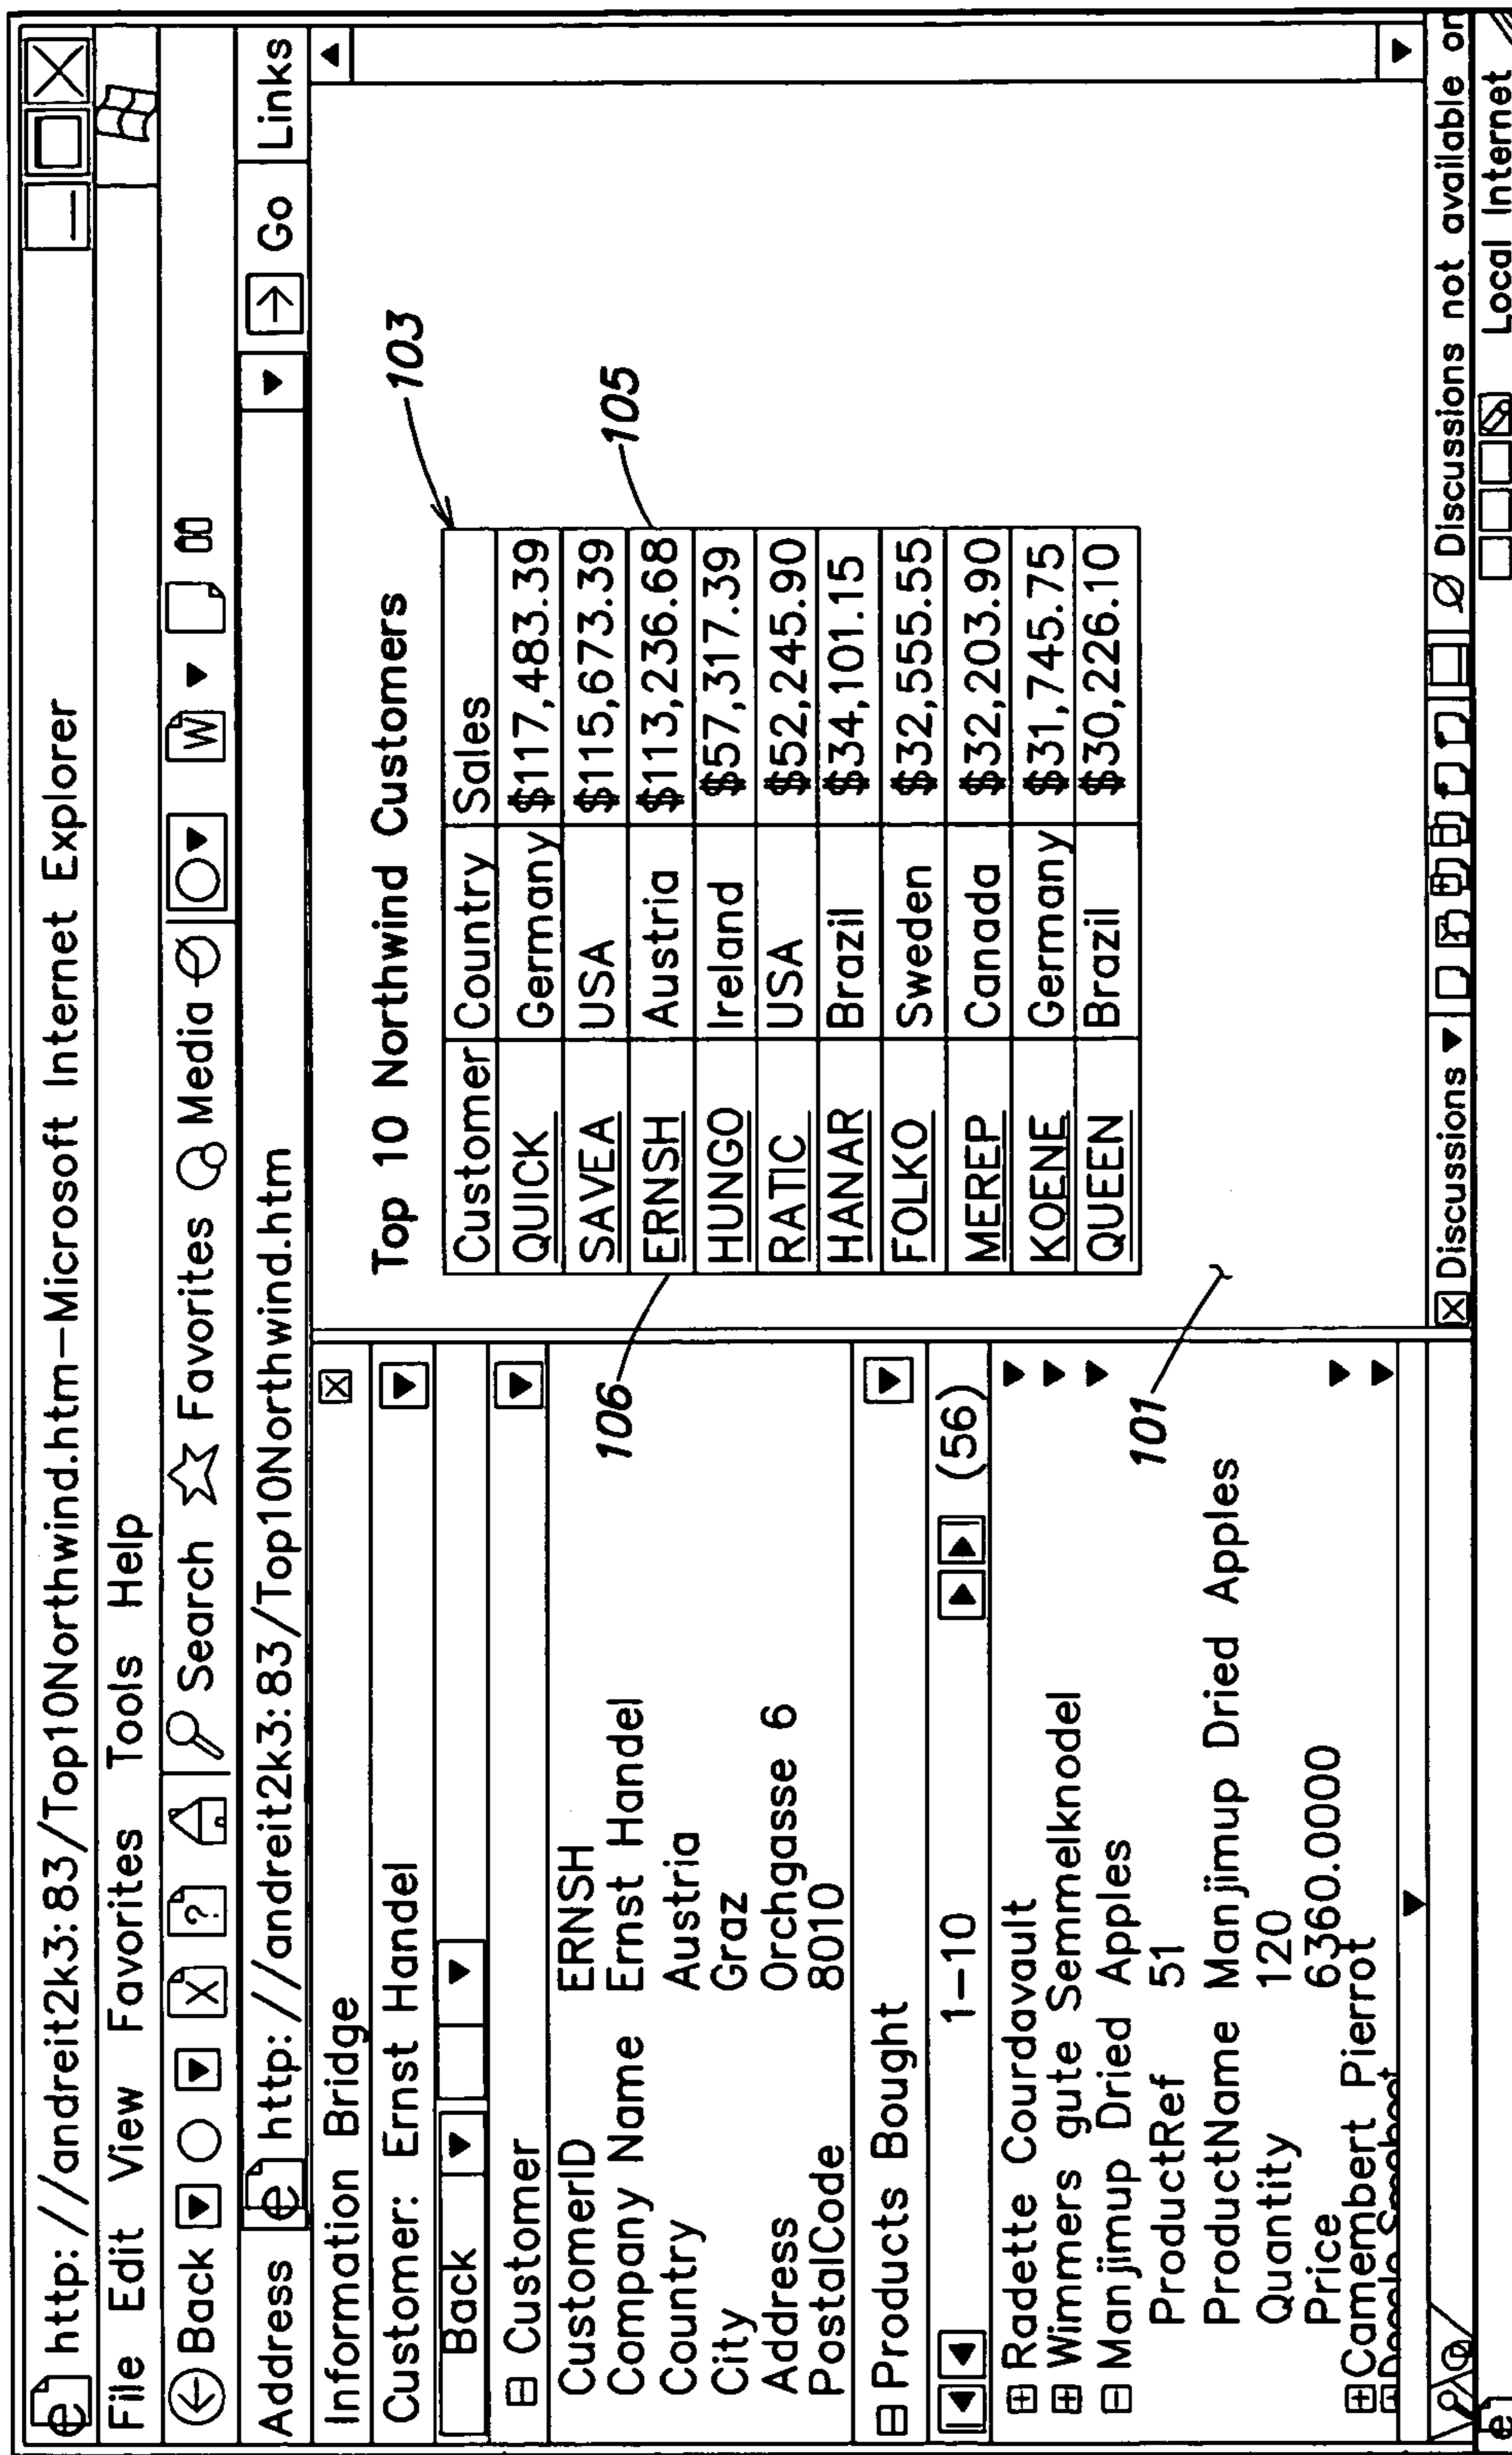 http: //andreit2k3:83/Top10Northwind.htm—Microsoft Internet Explorer
File Edit View Favorites Tools Help
Back Search Favorites Media W
Address http: //andreit2k3:83/Top10Northwind.htm Go Links
Information Bridge
Customer: Ernst Handel
Back
Customer
CustomerID ERNSH
Company Name Ernst Handel
Country Austria
City Graz
Address Orchgasse 6
PostalCode 8010
Products Bought
1–10 (56)
Radette Courdavault
Wimmers gute Semmelknodel
Manjimup Dried Apples
ProductRef 51
ProductName Manjimup Dried Apples
Quantity 120
Price 6360.0000
Camembert Pierrot
Top 10 Northwind Customers
Customer Country Sales
QUICK Germany $117,483.39
SAVEA USA $115,673.39
ERNSH Austria $113,236.68
HUNGO Ireland $57,317.39
RATIC USA $52,245.90
HANAR Brazil $34,101.15
FOLKO Sweden $32,555.55
MEREP Canada $32,203.90
KOENE Germany $31,745.75
QUEEN Brazil $30,226.10
103
105
106
101
Discussions Discussions not available on
Local Internet